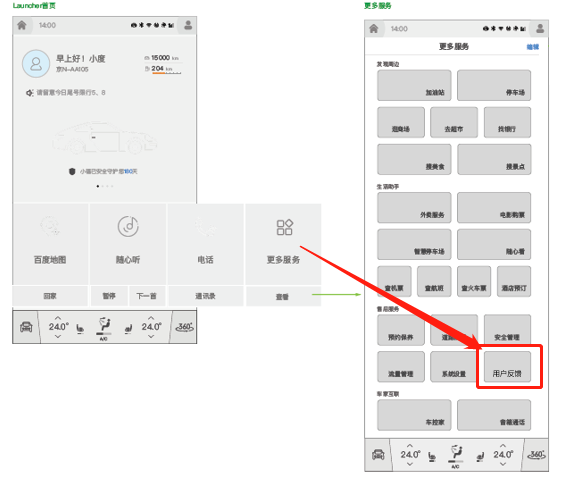 Launcher首页
14:00
早上好！小度
京N-AA105
15000 km
204 km
请留意今日尾号限行5、8
小度已安全守护您180天
百度地图
随心听
电话
更多服务
回家
暂停
下一首
通讯录
查看
24.0°
A/C
24.0°
360°
更多服务
14:00
更多服务
编辑
发现周边
加油站
停车场
逛商场
去超市
找银行
搜美食
搜景点
生活助手
外卖服务
电影购票
智慧停车场
随心看
查机票
查航班
查火车票
酒店预订
售后服务
预约保养
道路
安全管理
流量管理
系统设置
用户反馈
车家互联
车控家
音箱通话
24.0°
A/C
24.0°
360°